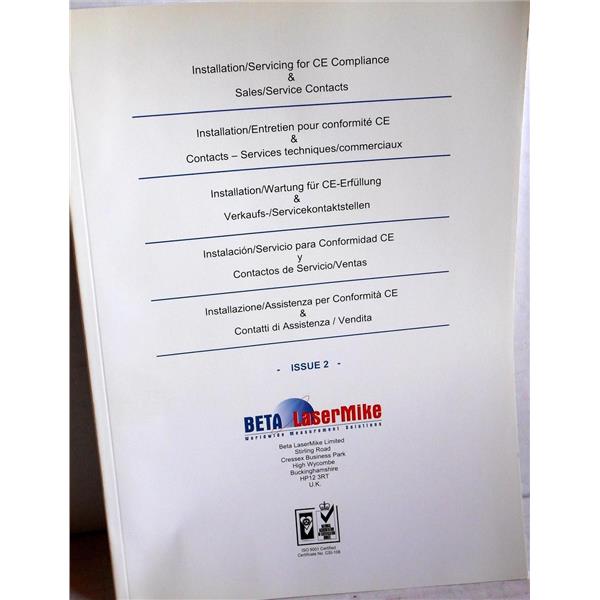 Installation/Servicing for CE Compliance
&
Sales/Service Contacts
Installation/Entretien pour conformité CE
&
Contacts – Services techniques/commerciaux
Installation/Wartung für CE-Erfüllung
&
Verkaufs-/Servicekontaktstellen
Instalación/Servicio para Conformidad CE
y
Contactos de Servicio/Ventas
Installazione/Assistenza per Conformità CE
&
Contatti di Assistenza / Vendita
- ISSUE 2 -
BETA LaserMike
Worldwide Measurement Solutions
Beta LaserMike Limited
Stirling Road
Cressex Business Park
High Wycombe
Buckinghamshire
HP12 3RT
U.K.
ISO 9001 Certified